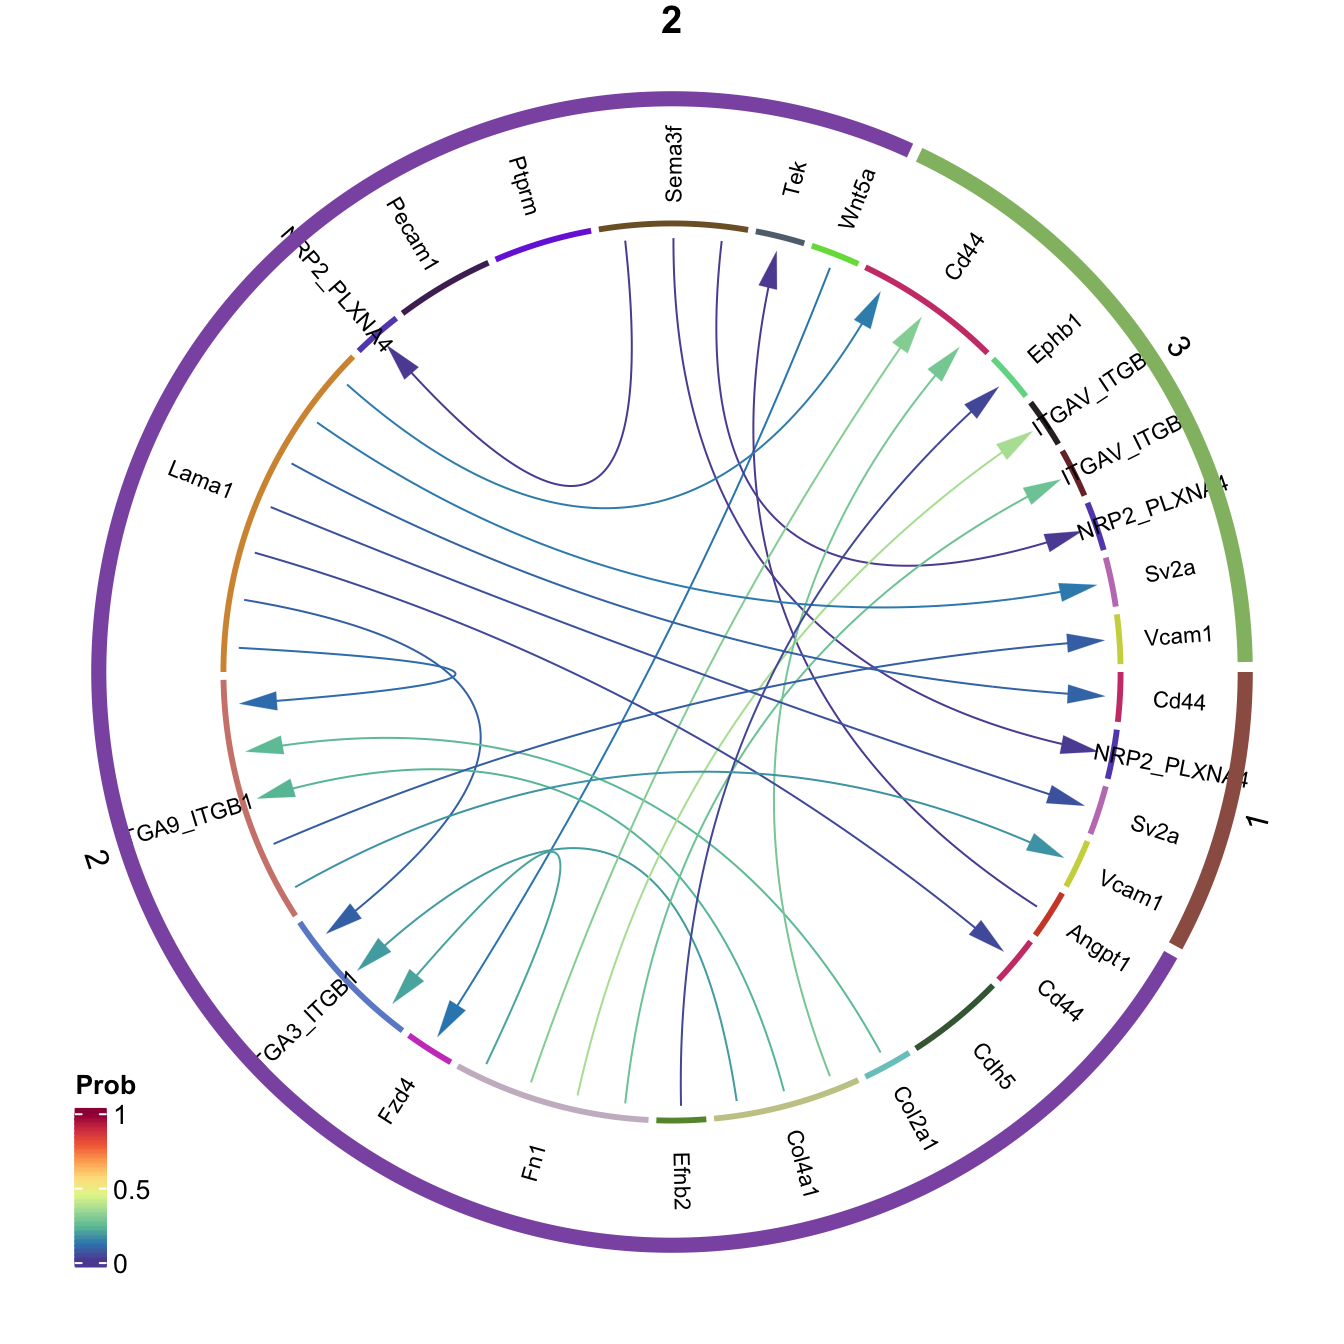 2
Sema3f
Tek
Wnt5a
Cd44
Ephb1
ITGAV_ITGB
ITGAV_ITGB
NRP2_PLXNA4
Sv2a
Vcam1
3
Cd44
NRP2_PLXNA4
Sv2a
Vcam1
1
Angpt1
Cd44
Cdh5
Col2a1
Col4a1
Efnb2
Fn1
Fzd4
TGA3_ITGB1
TGA9_ITGB1
2
Lama1
NRP2_PLXNA4
Pecam1
Ptprm
Prob
1
0.5
0